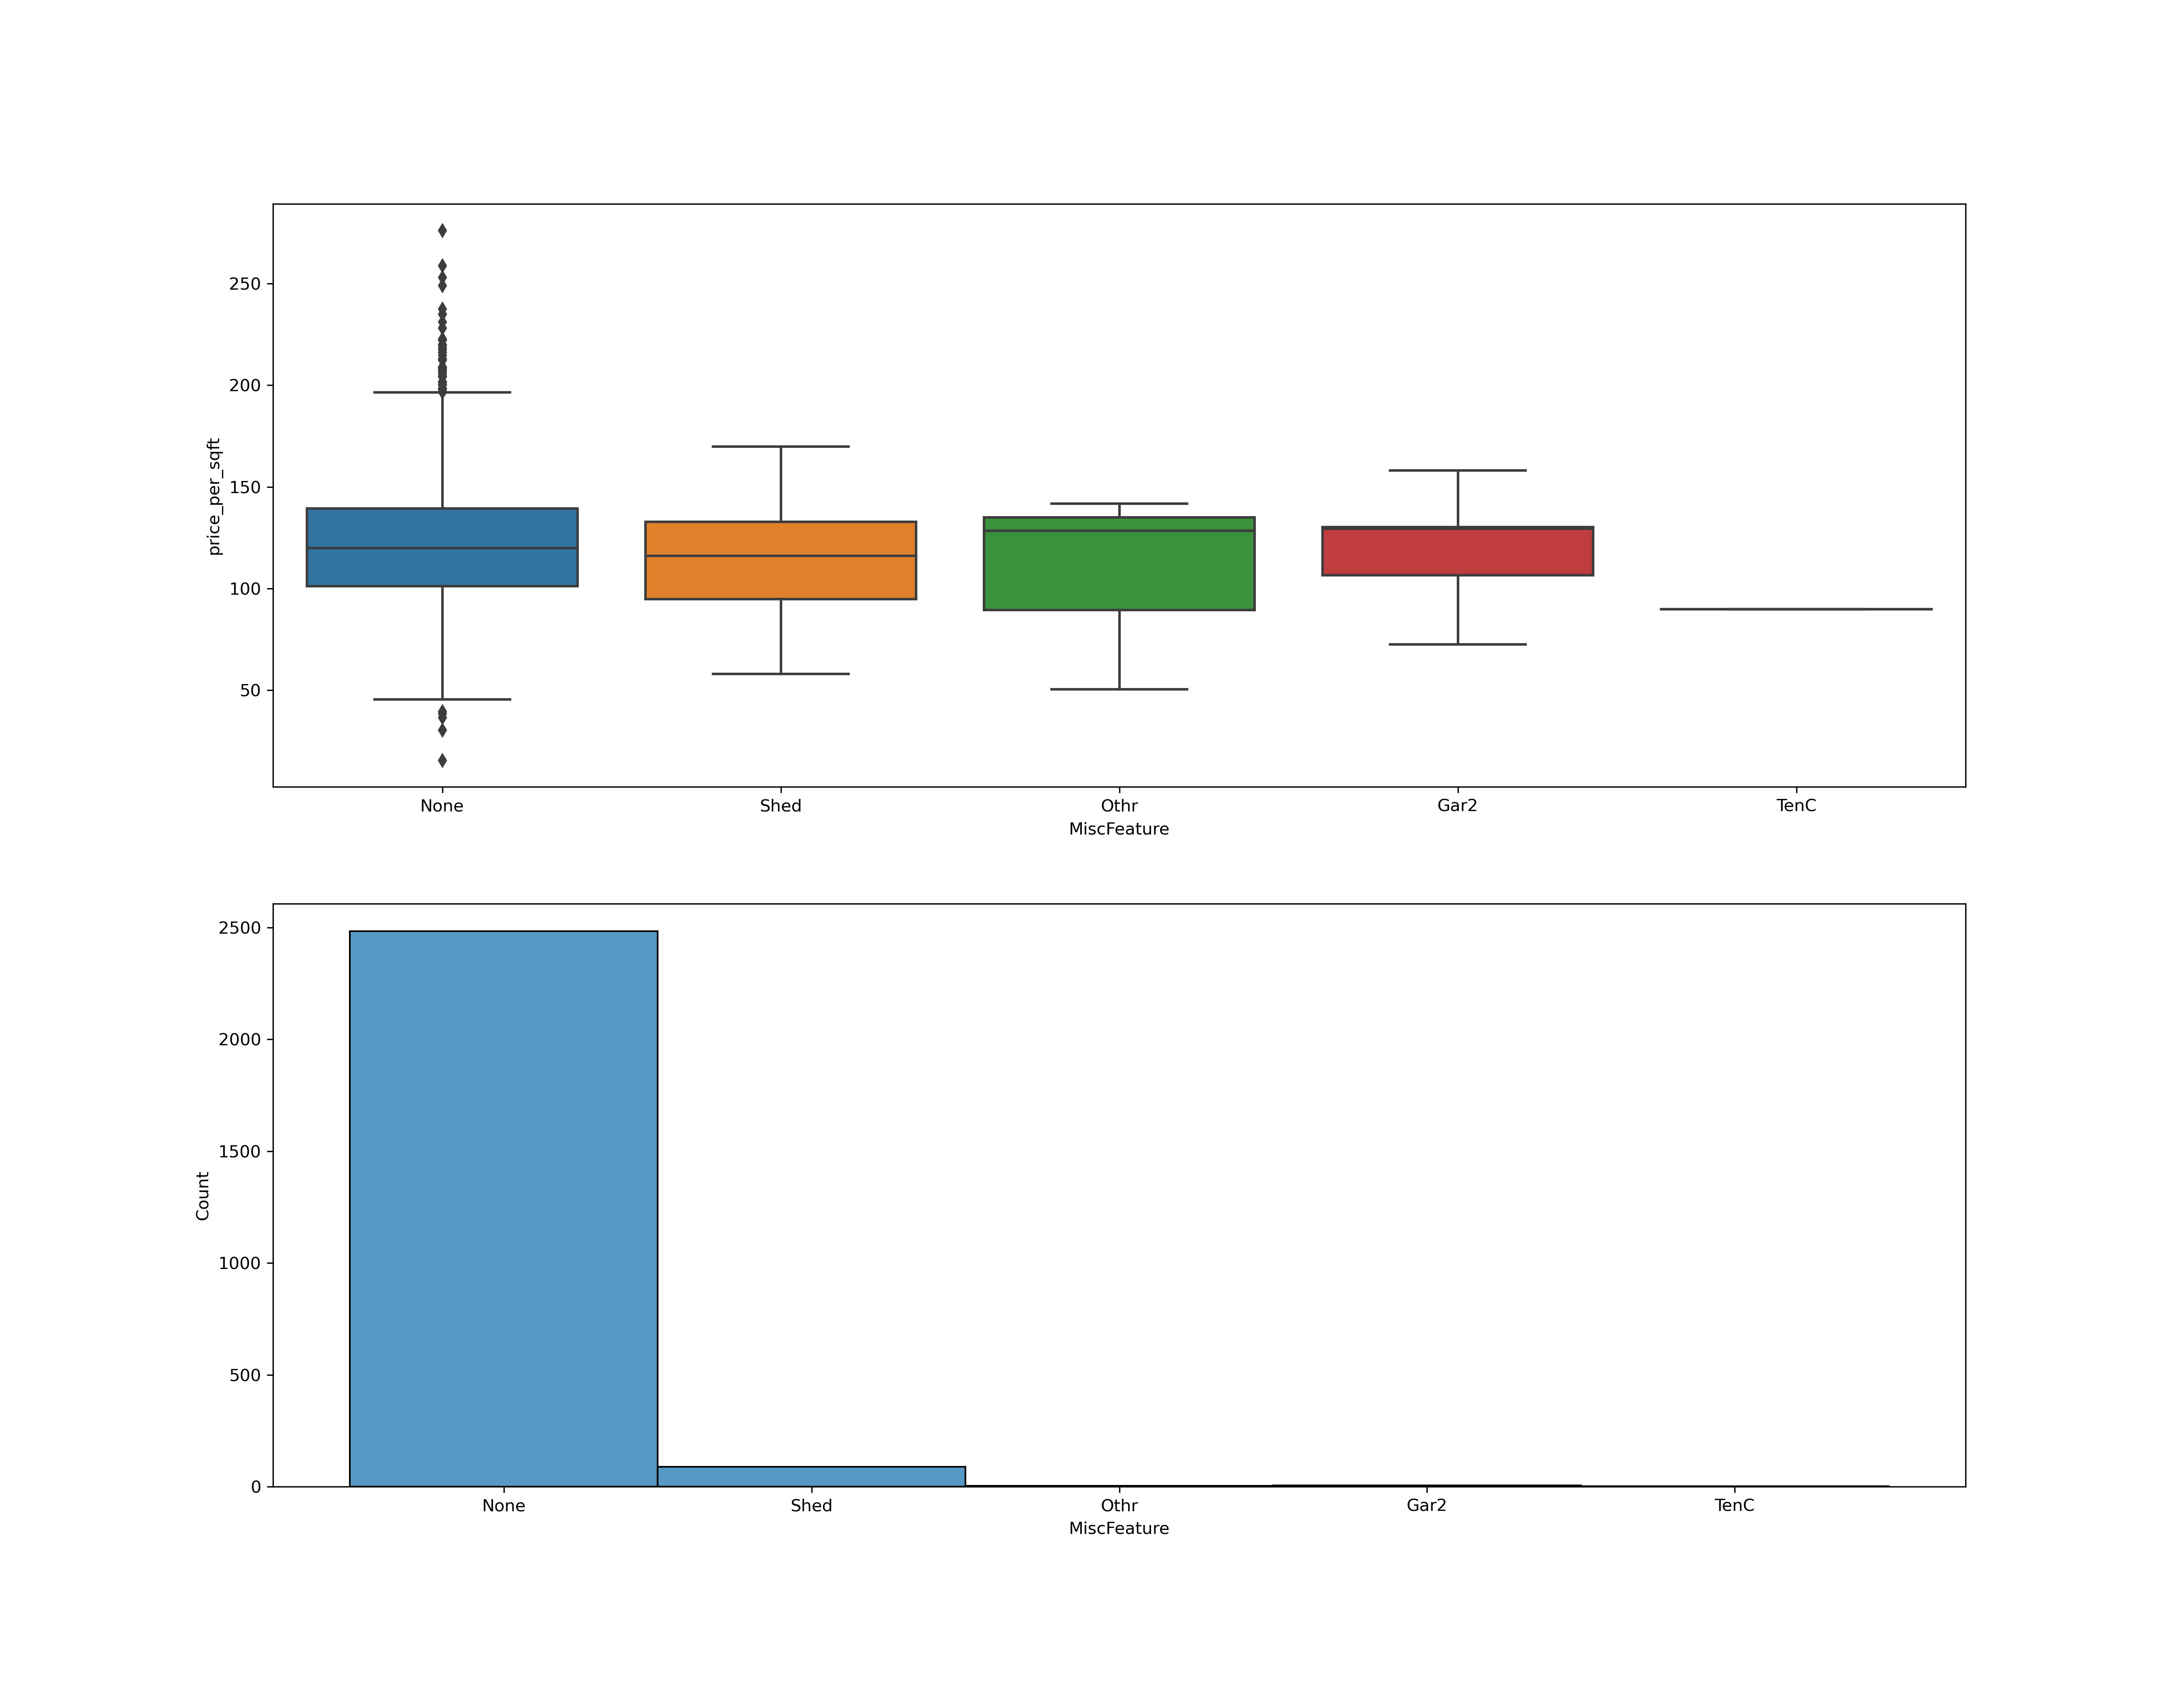 250
200
150
100
50
price_per_sqft
None Shed Othr Gar2 TenC
MiscFeature
2500
2000
1500
1000
500
0
Count
None Shed Othr Gar2 TenC
MiscFeature